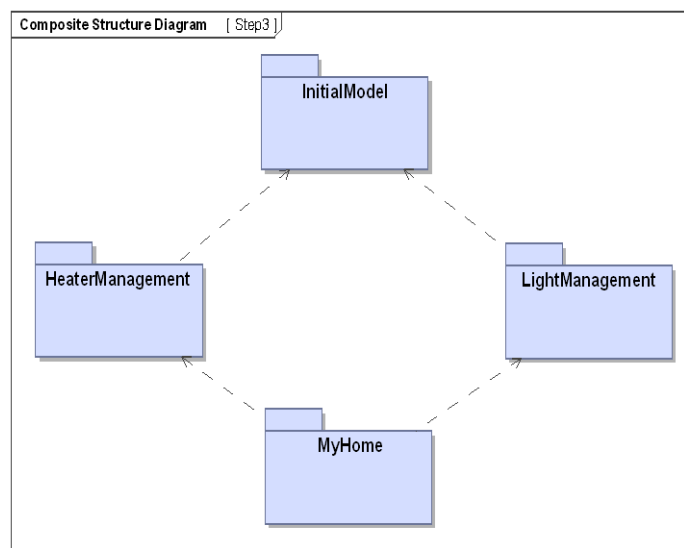 Composite Structure Diagram [ Step3 ]
InitialModel
HeaterManagement
LightManagement
MyHome